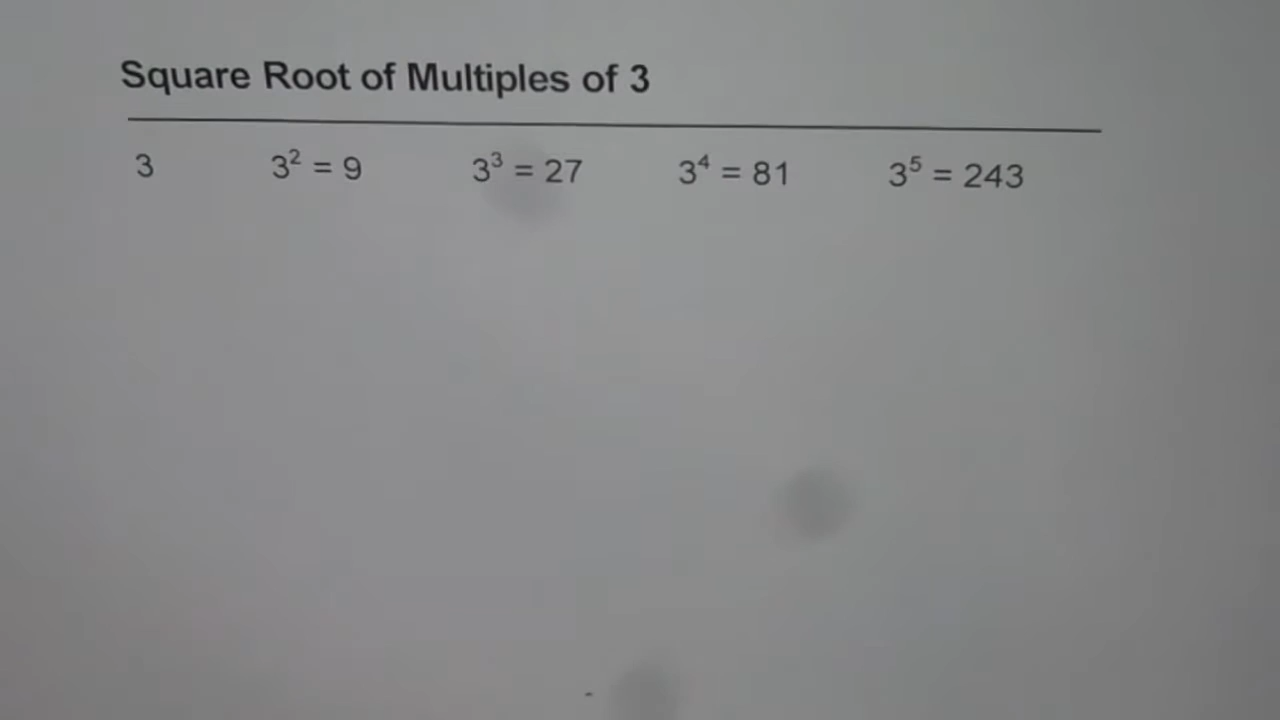 Square Root of Multiples of 3
3 3² = 9 3³ = 27 3⁴ = 81 3⁵ = 243